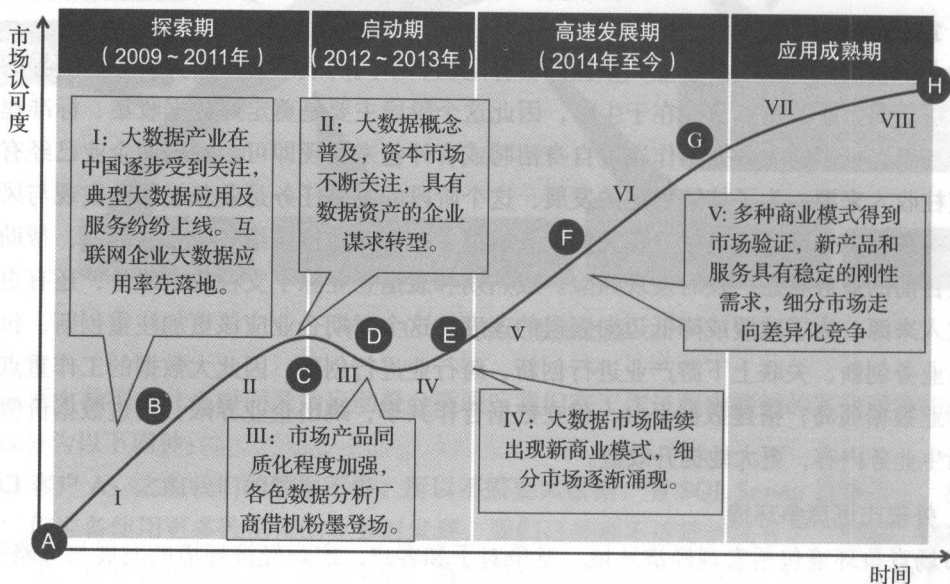 市场认可度
探索期
（2009～2011年）
启动期
（2012～2013年）
高速发展期
（2014年至今）
应用成熟期
H
VII
VIII
G
VI
I：大数据产业在
中国逐步受到关注，
典型大数据应用及
服务纷纷上线。互
联网企业大数据应
用率先落地。
II：大数据概念
普及，资本市场
不断关注，具有
数据资产的企业
谋求转型。
F
V：多种商业模式得到
市场验证，新产品和
服务具有稳定的刚性
需求，细分市场走
向差异化竞争
B
C
D
E
V
II
III
IV
III：市场产品同
质化程度加强，
各色数据分析厂
商借机粉墨登场。
IV：大数据市场陆续
出现新商业模式，细
分市场逐渐涌现。
I
A
时间